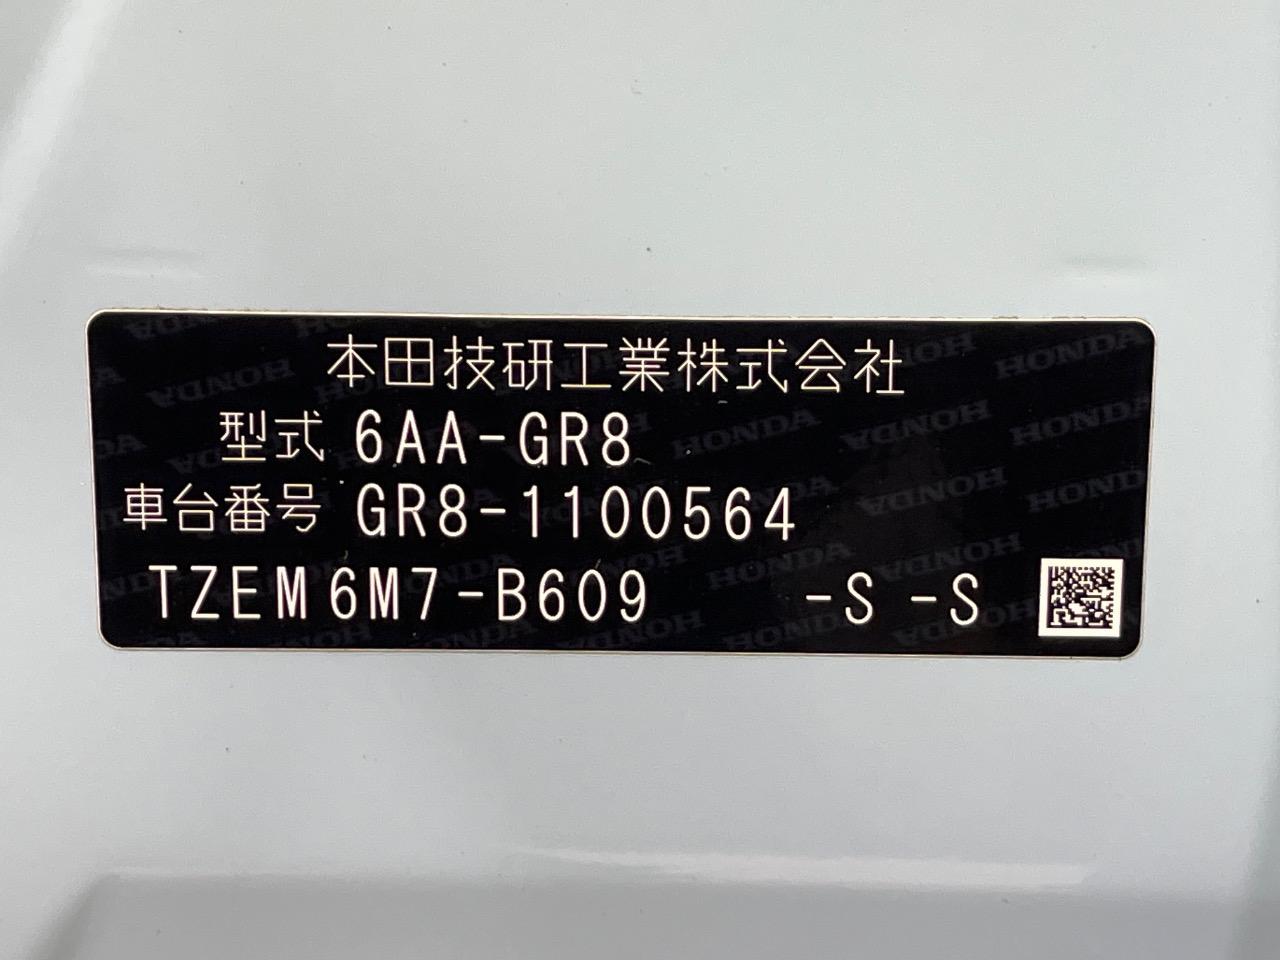 本田技研工業株式会社
型式 6AA-GR8
車台番号 GR8-1100564
TZEM6M7-B609 -S -S